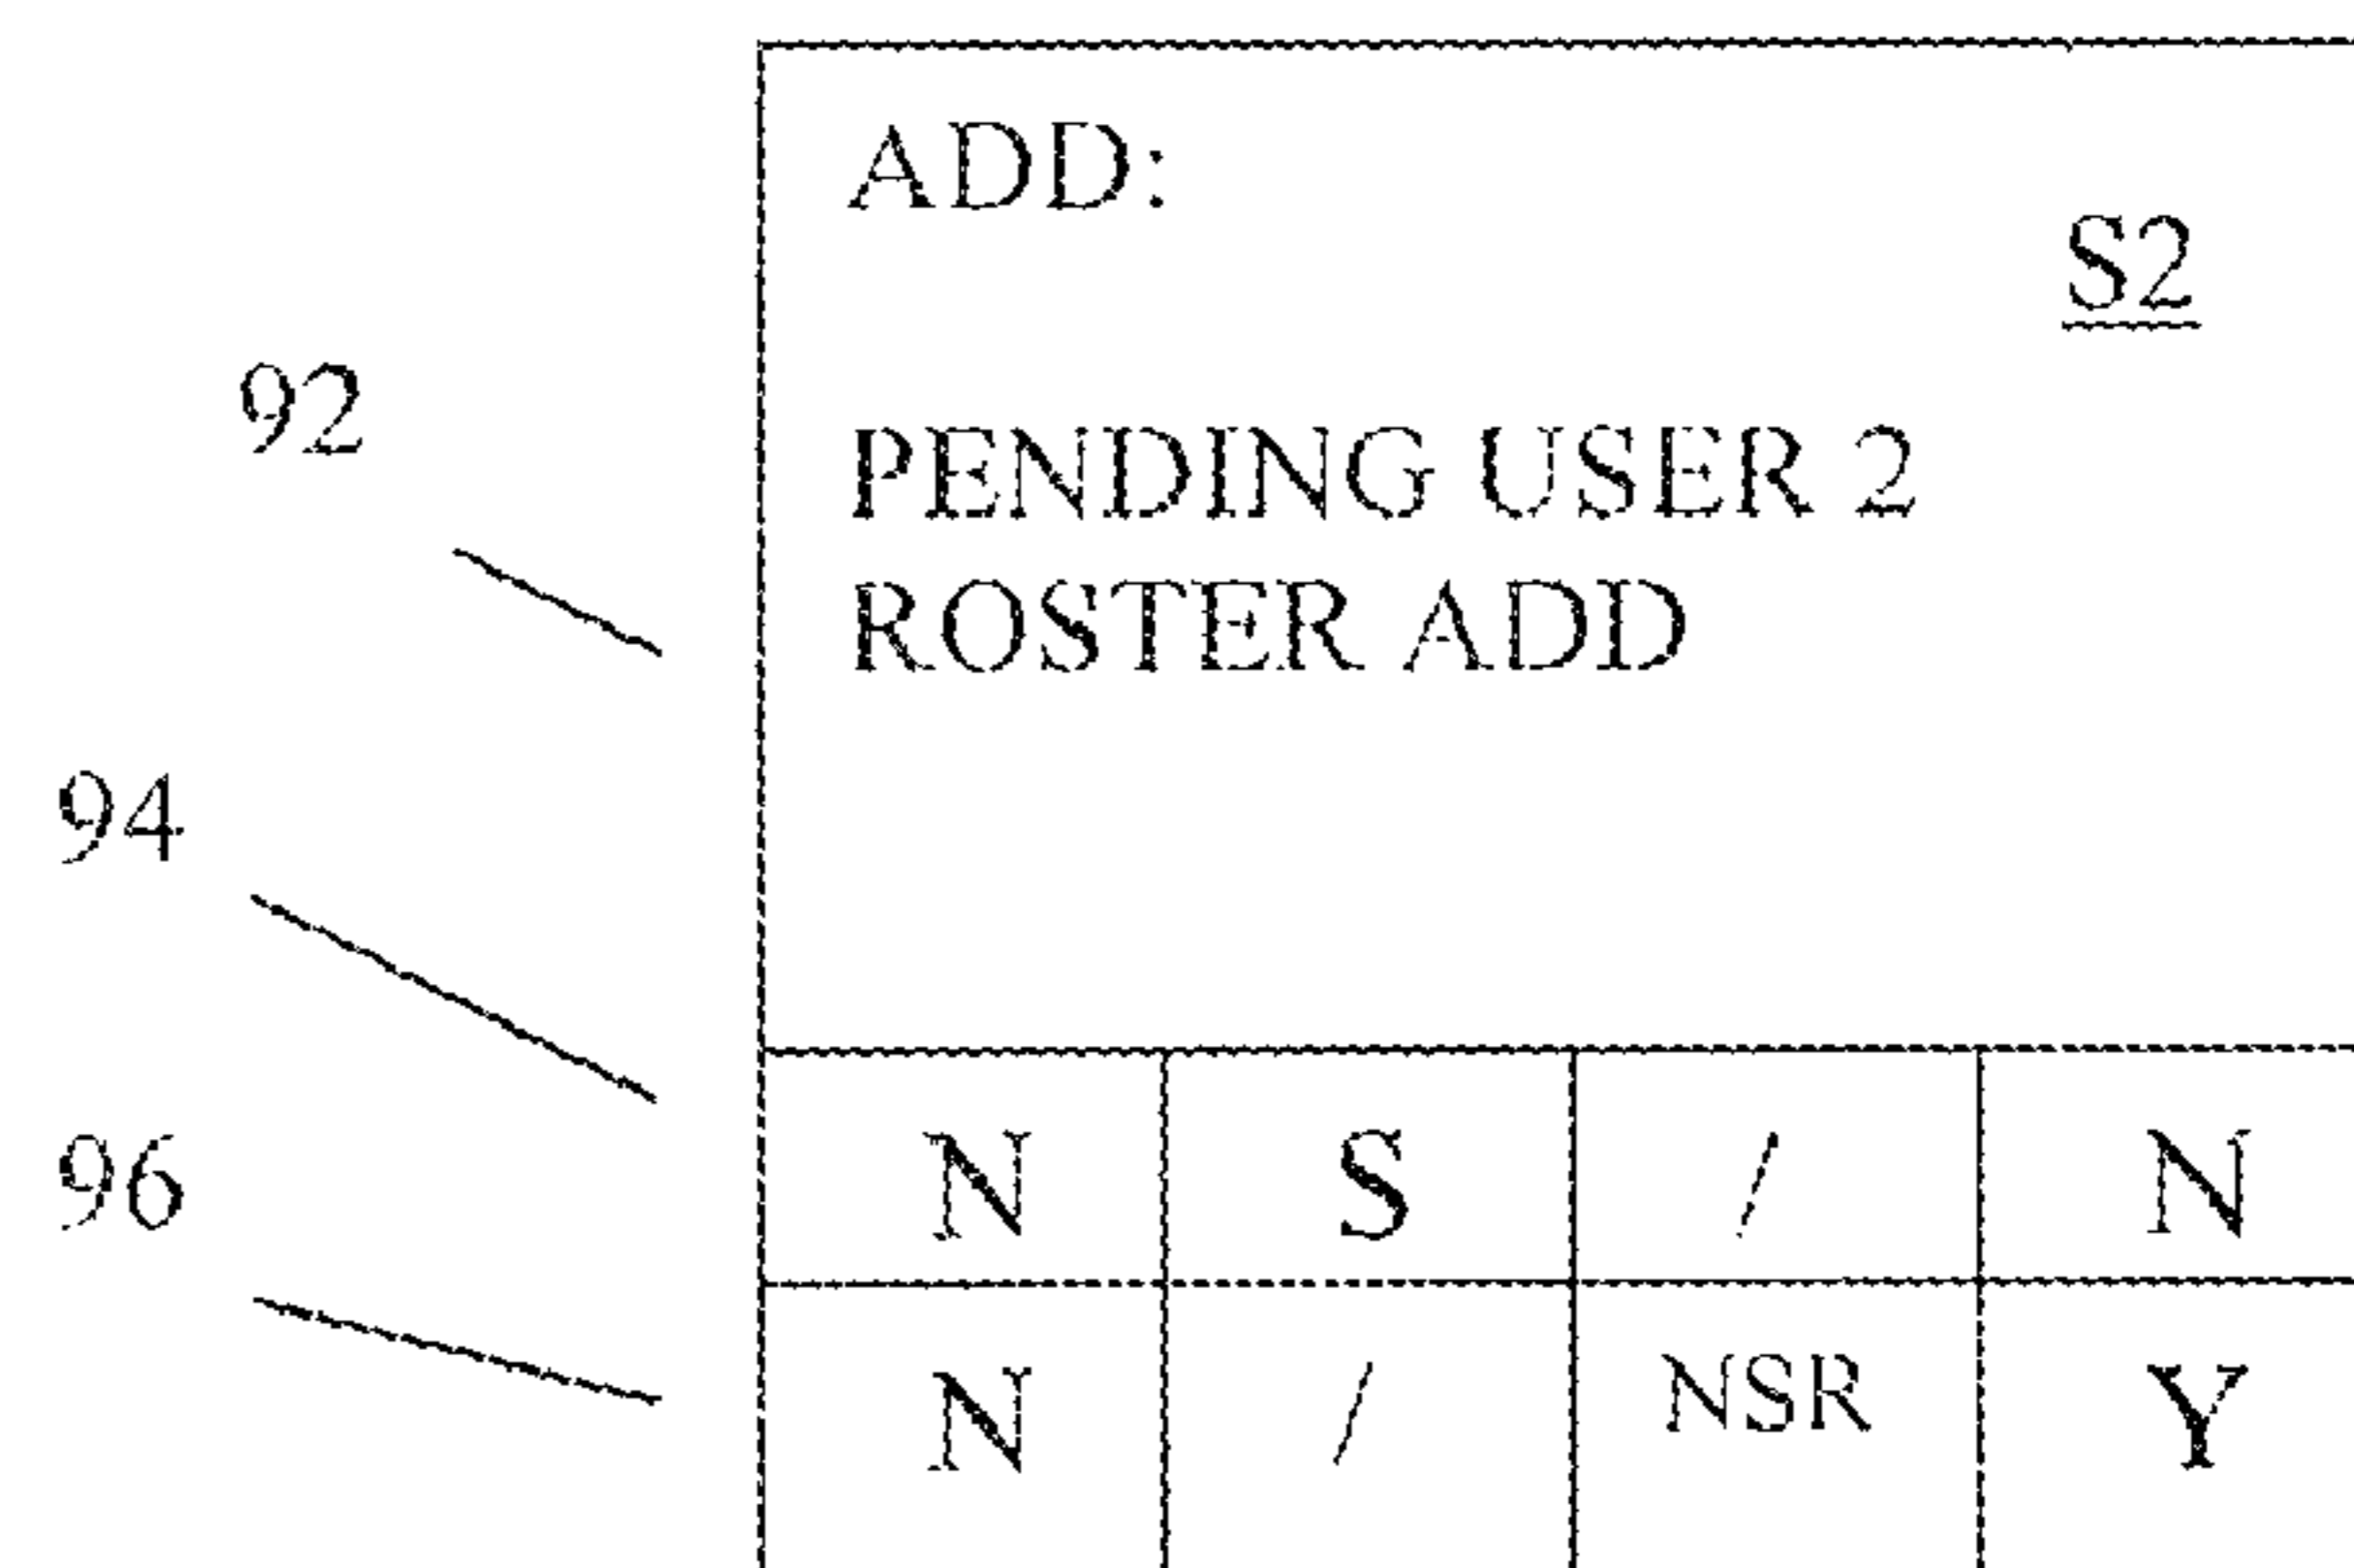 ADD:
S2
92
PENDING USER 2
ROSTER ADD
94
96
N S / N
N / NSR Y